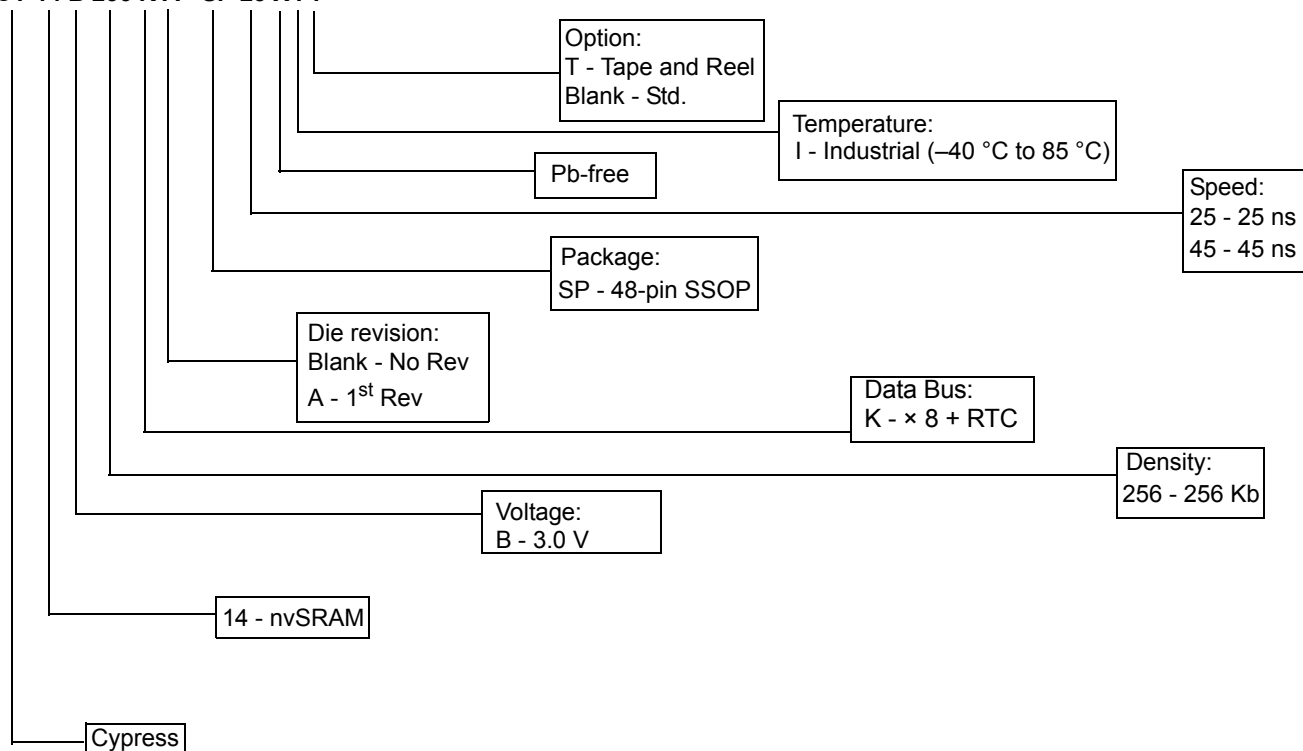 Option:
T - Tape and Reel
Blank - Std.
Temperature:
I - Industrial (–40 °C to 85 °C)
Pb-free
Speed:
25 - 25 ns
45 - 45 ns
Package:
SP - 48-pin SSOP
Die revision:
Blank - No Rev
A - 1st Rev
Data Bus:
K - × 8 + RTC
Density:
256 - 256 Kb
Voltage:
B - 3.0 V
14 - nvSRAM
Cypress